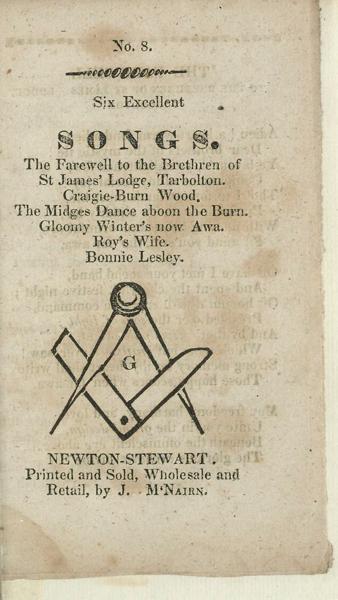 No. 8.
Six Excellent
SONGS.
The Farewell to the Brethren of
St James' Lodge, Tarbolton.
Craigie-Burn Wood.
The Midges Dance aboon the Burn.
Gloomy Winter's now Awa.
Roy's Wife.
Bonnie Lesley.
G
NEWTON-STEWART.
Printed and Sold, Wholesale and
Retail, by J. M'NAIRN.